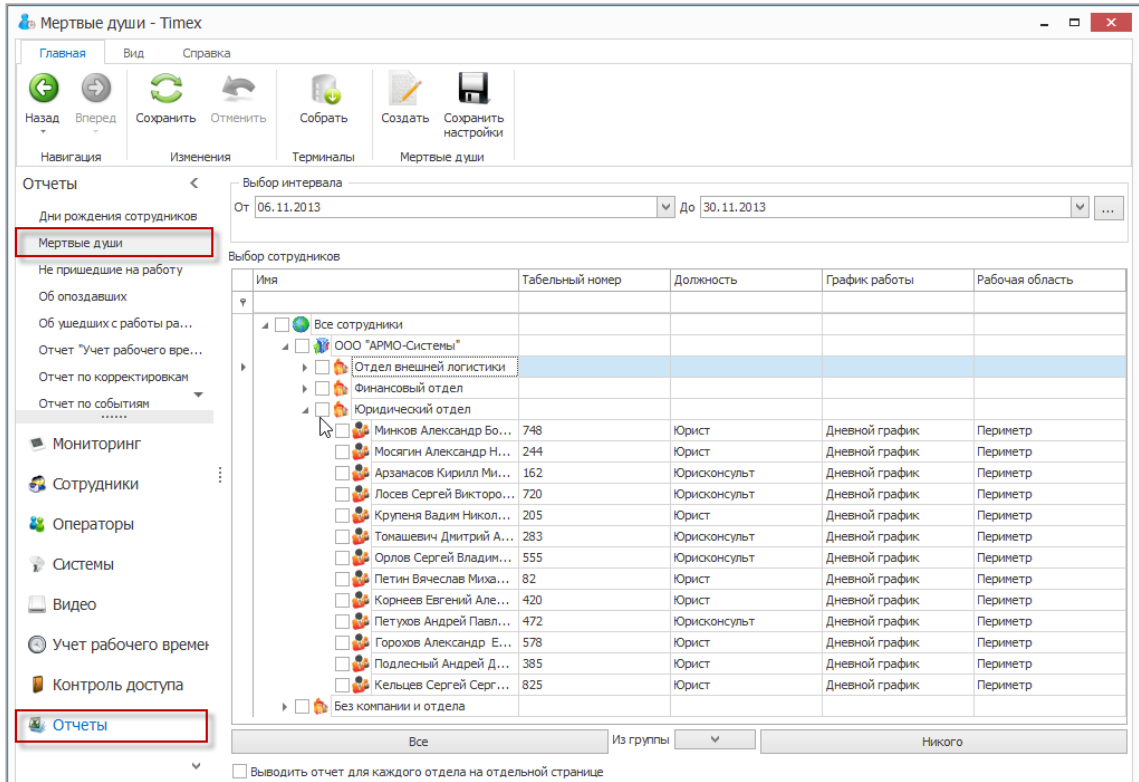 Мертвые души - Timex
Главная Вид Справка
Назад Вперед Сохранить Отменить Собрать Создать Сохранить
настройки
Навигация Изменения Терминалы Мертвые души
Отчеты
Дни рождения сотрудников
Мертвые души
Не пришедшие на работу
Об опоздавших
Об ушедших с работы ра...
Отчет "Учет рабочего вре...
Отчет по корректировкам
Отчет по событиям
Мониторинг
Сотрудники
Операторы
Системы
Видео
Учет рабочего времен
Контроль доступа
Отчеты
Выбор интервала
От 06.11.2013 До 30.11.2013 ...
Выбор сотрудников
Имя Табельный номер Должность График работы Рабочая область
Все сотрудники
ООО "АРМО-Системы"
Отдел внешней логистики
Финансовый отдел
Юридический отдел
Минков Александр Бо... 748 Юрист Дневной график Периметр
Мосягин Александр Н... 244 Юрист Дневной график Периметр
Арзамасов Кирилл Ми... 162 Юрисконсульт Дневной график Периметр
Лосев Сергей Викторо... 720 Юрисконсульт Дневной график Периметр
Крупеня Вадим Никол... 205 Юрист Дневной график Периметр
Томашевич Дмитрий А... 283 Юрисконсульт Дневной график Периметр
Орлов Сергей Владим... 555 Юрисконсульт Дневной график Периметр
Петин Вячеслав Миха... 82 Юрист Дневной график Периметр
Корнеев Евгений Але... 420 Юрист Дневной график Периметр
Петухов Андрей Павл... 472 Юрисконсульт Дневной график Периметр
Горохов Александр Е... 578 Юрист Дневной график Периметр
Подлесный Андрей Д... 385 Юрист Дневной график Периметр
Кельцев Сергей Серг... 825 Юрист Дневной график Периметр
Без компании и отдела
Все Из группы Никого
Выводить отчет для каждого отдела на отдельной странице